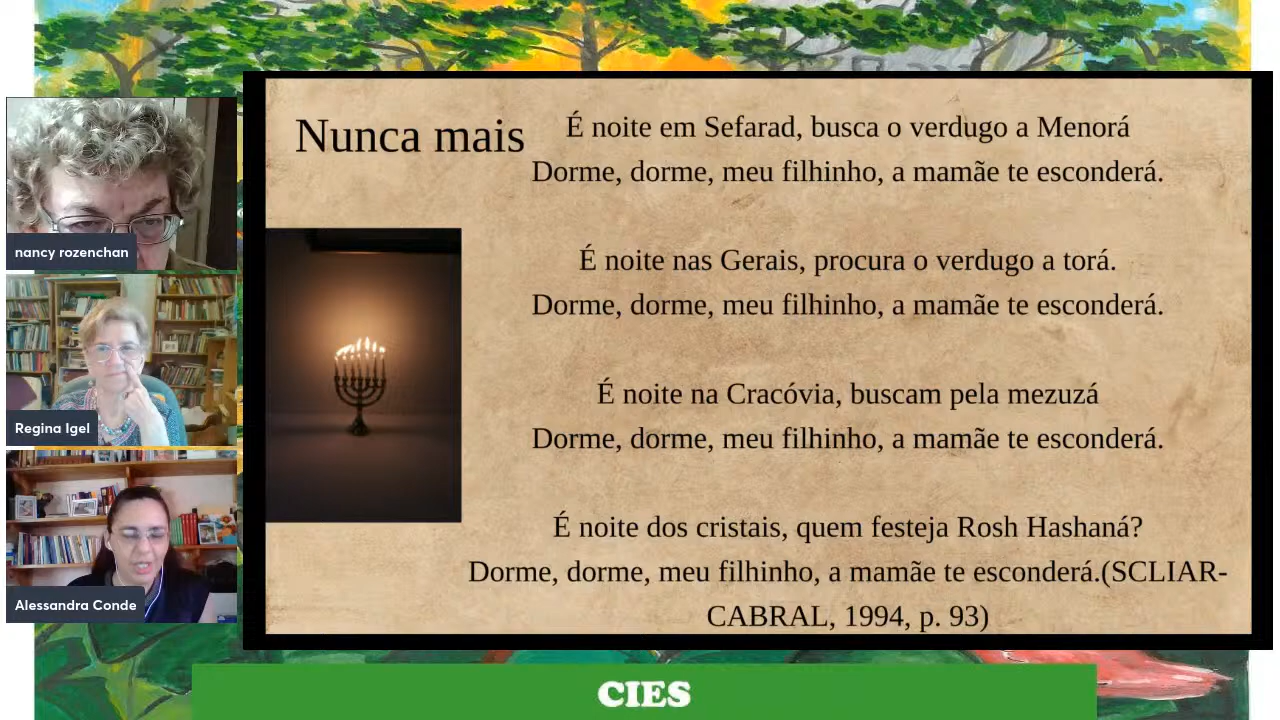 Nunca mais
É noite em Sefarad, busca o verdugo a Menorá
Dorme, dorme, meu filhinho, a mamãe te esconderá.
É noite nas Gerais, procura o verdugo a torá.
Dorme, dorme, meu filhinho, a mamãe te esconderá.
É noite na Cracóvia, buscam pela mezuzá
Dorme, dorme, meu filhinho, a mamãe te esconderá.
É noite dos cristais, quem festeja Rosh Hashaná?
Dorme, dorme, meu filhinho, a mamãe te esconderá.(SCLIAR-
CABRAL, 1994, p. 93)
nancy rozenchan
Regina Igel
Alessandra Conde
CIES